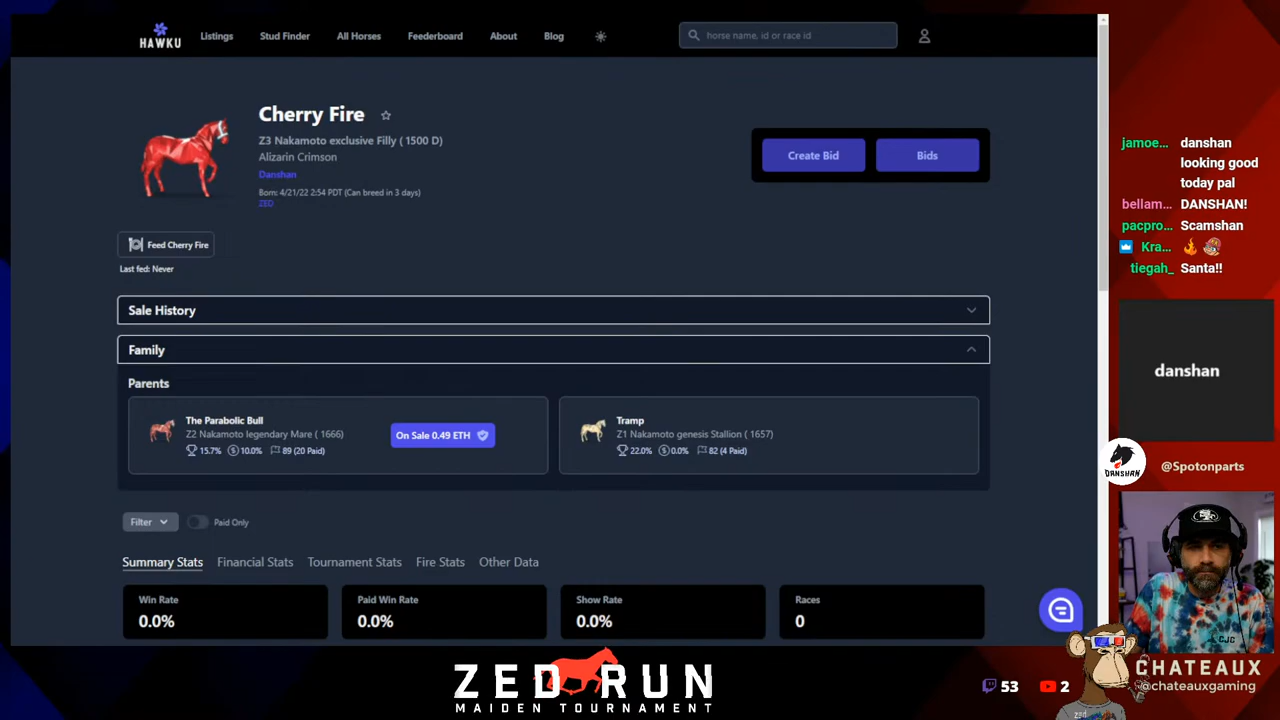 HAWKU
Listings
Stud Finder
All Horses
Feederboard
About
Blog
horse name, id or race id
Cherry Fire
Z3 Nakamoto exclusive Filly ( 1500 D)
Alizarin Crimson
Danshan
Born: 4/21/22 2:54 PDT (Can breed in 3 days)
ZED
Create Bid
Bids
Feed Cherry Fire
Last fed: Never
Sale History
Family
Parents
The Parabolic Bull
Z2 Nakamoto legendary Mare ( 1666)
15.7% 10.0% 89 (20 Paid)
On Sale 0.49 ETH
Tramp
Z1 Nakamoto genesis Stallion ( 1657)
22.0% 0.0% 82 (4 Paid)
Filter
Paid Only
Summary Stats
Financial Stats
Tournament Stats
Fire Stats
Other Data
Win Rate
0.0%
Paid Win Rate
0.0%
Show Rate
0.0%
Races
0
jamoe... danshan
looking good
today pal
bellam... DANSHAN!
pacpro... Scamshan
Kra...
tiegah_ Santa!!
danshan
DANSHAN
@Spotonparts
CJC
ZED RUN
MAIDEN TOURNAMENT
53
2
CHATEAUX
@chateauxgaming
ZED